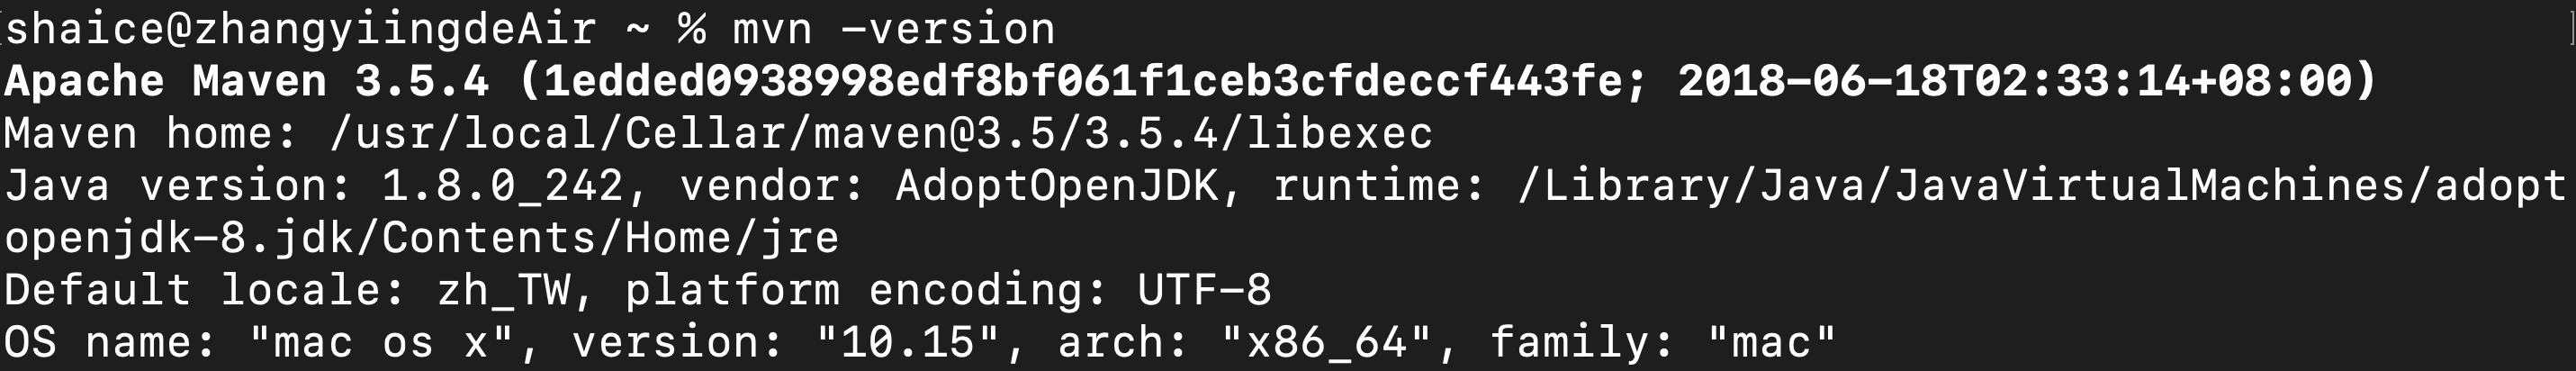 shaice@zhangyiingdeAir ~ % mvn -version
Apache Maven 3.5.4 (1edded0938998edf8bf061f1ceb3cfdeccf443fe; 2018-06-18T02:33:14+08:00)
Maven home: /usr/local/Cellar/maven@3.5/3.5.4/libexec
Java version: 1.8.0_242, vendor: AdoptOpenJDK, runtime: /Library/Java/JavaVirtualMachines/adopt
openjdk-8.jdk/Contents/Home/jre
Default locale: zh_TW, platform encoding: UTF-8
OS name: "mac os x", version: "10.15", arch: "x86_64", family: "mac"